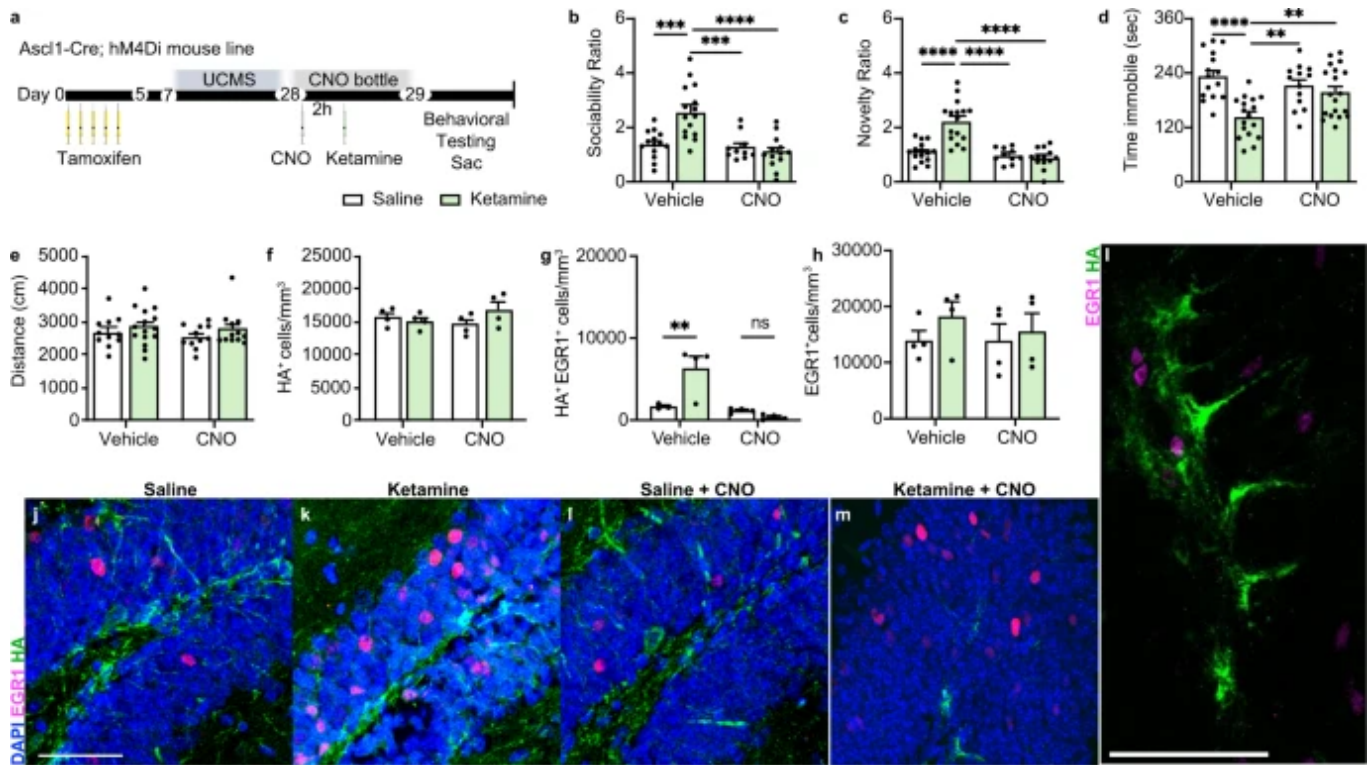 a
Ascl1-Cre; hM4Di mouse line
UCMS
CNO bottle
Day 0
5
7
28
2h
29
Tamoxifen
CNO
Ketamine
Behavioral
Testing
Sac
Saline
Ketamine
b
Sociability Ratio
6
4
2
0
***
****
***
Vehicle
CNO
c
Novelty Ratio
6
4
2
0
****
**** ****
Vehicle
CNO
d
Time immobile (sec)
360
240
120
0
**** **
**
Vehicle
CNO
e
Distance (cm)
5000
4000
3000
2000
1000
0
Vehicle
CNO
f
HA+ cells/mm3
25000
20000
15000
10000
5000
0
Vehicle
CNO
g
HA+ EGR1+ cells/mm3
20000
10000
0
**
ns
Vehicle
CNO
h
EGR1+cells/mm3
30000
20000
10000
0
Vehicle
CNO
EGR1 HA
I
Saline
Ketamine
Saline + CNO
Ketamine + CNO
DAPI EGR1 HA
j
k
l
m